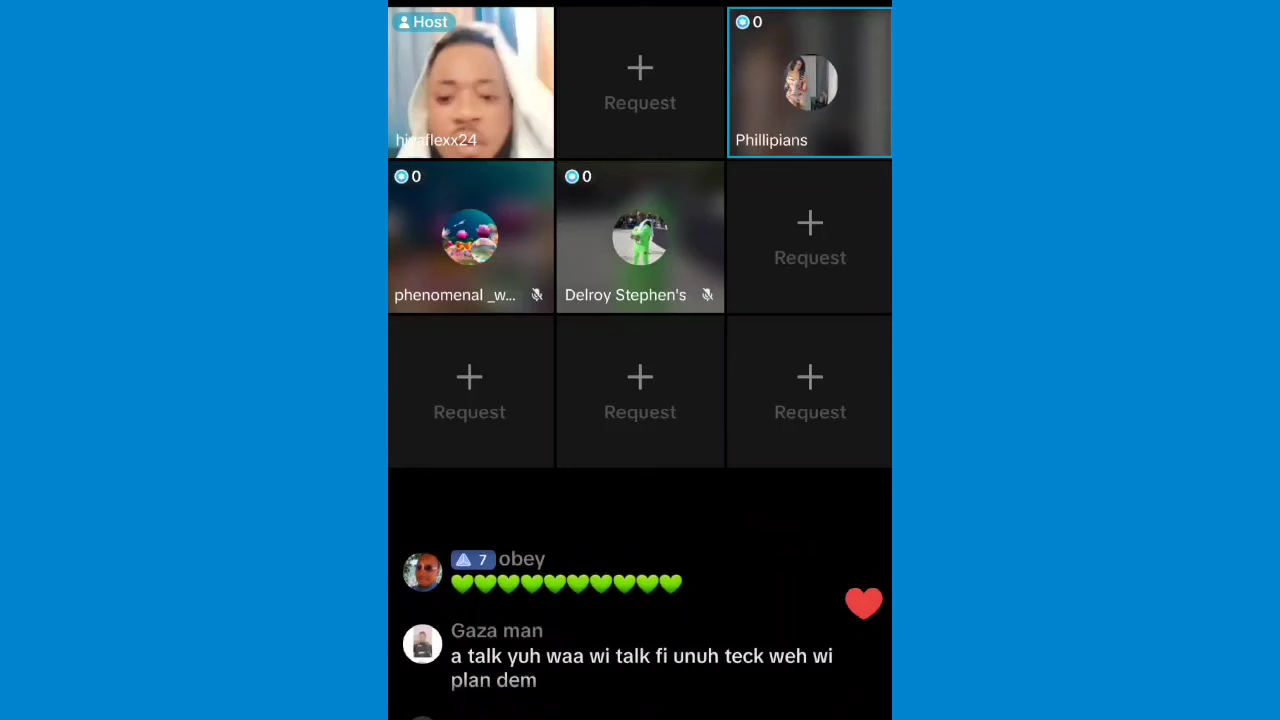 Host
hivaflexx24
Request
0
Phillipians
0
phenomenal _w...
0
Delroy Stephen's
Request
Request
Request
Request
7 obey
💚💚💚💚💚💚💚💚💚💚
Gaza man
a talk yuh waa wi talk fi unuh teck weh wi
plan dem